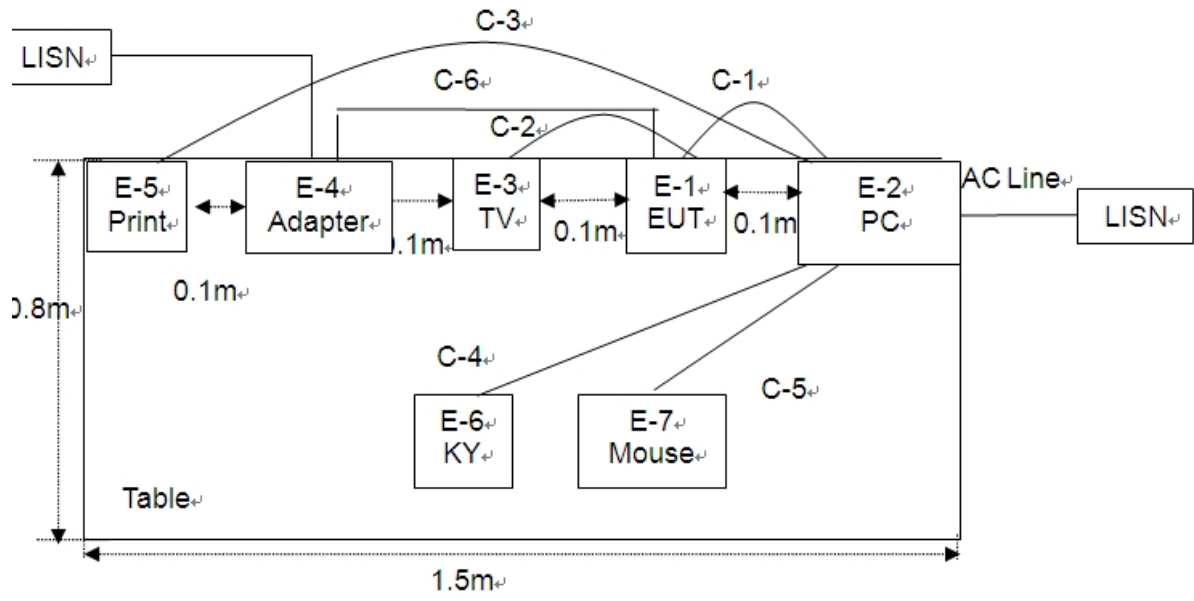 C-3
LISN
C-6
C-1
C-2
E-5
Print
E-4
Adapter
E-3
TV
E-1
EUT
E-2
PC
AC Line
LISN
0.1m
0.1m
0.1m
0.1m
0.8m
C-4
C-5
E-6
KY
E-7
Mouse
Table
1.5m